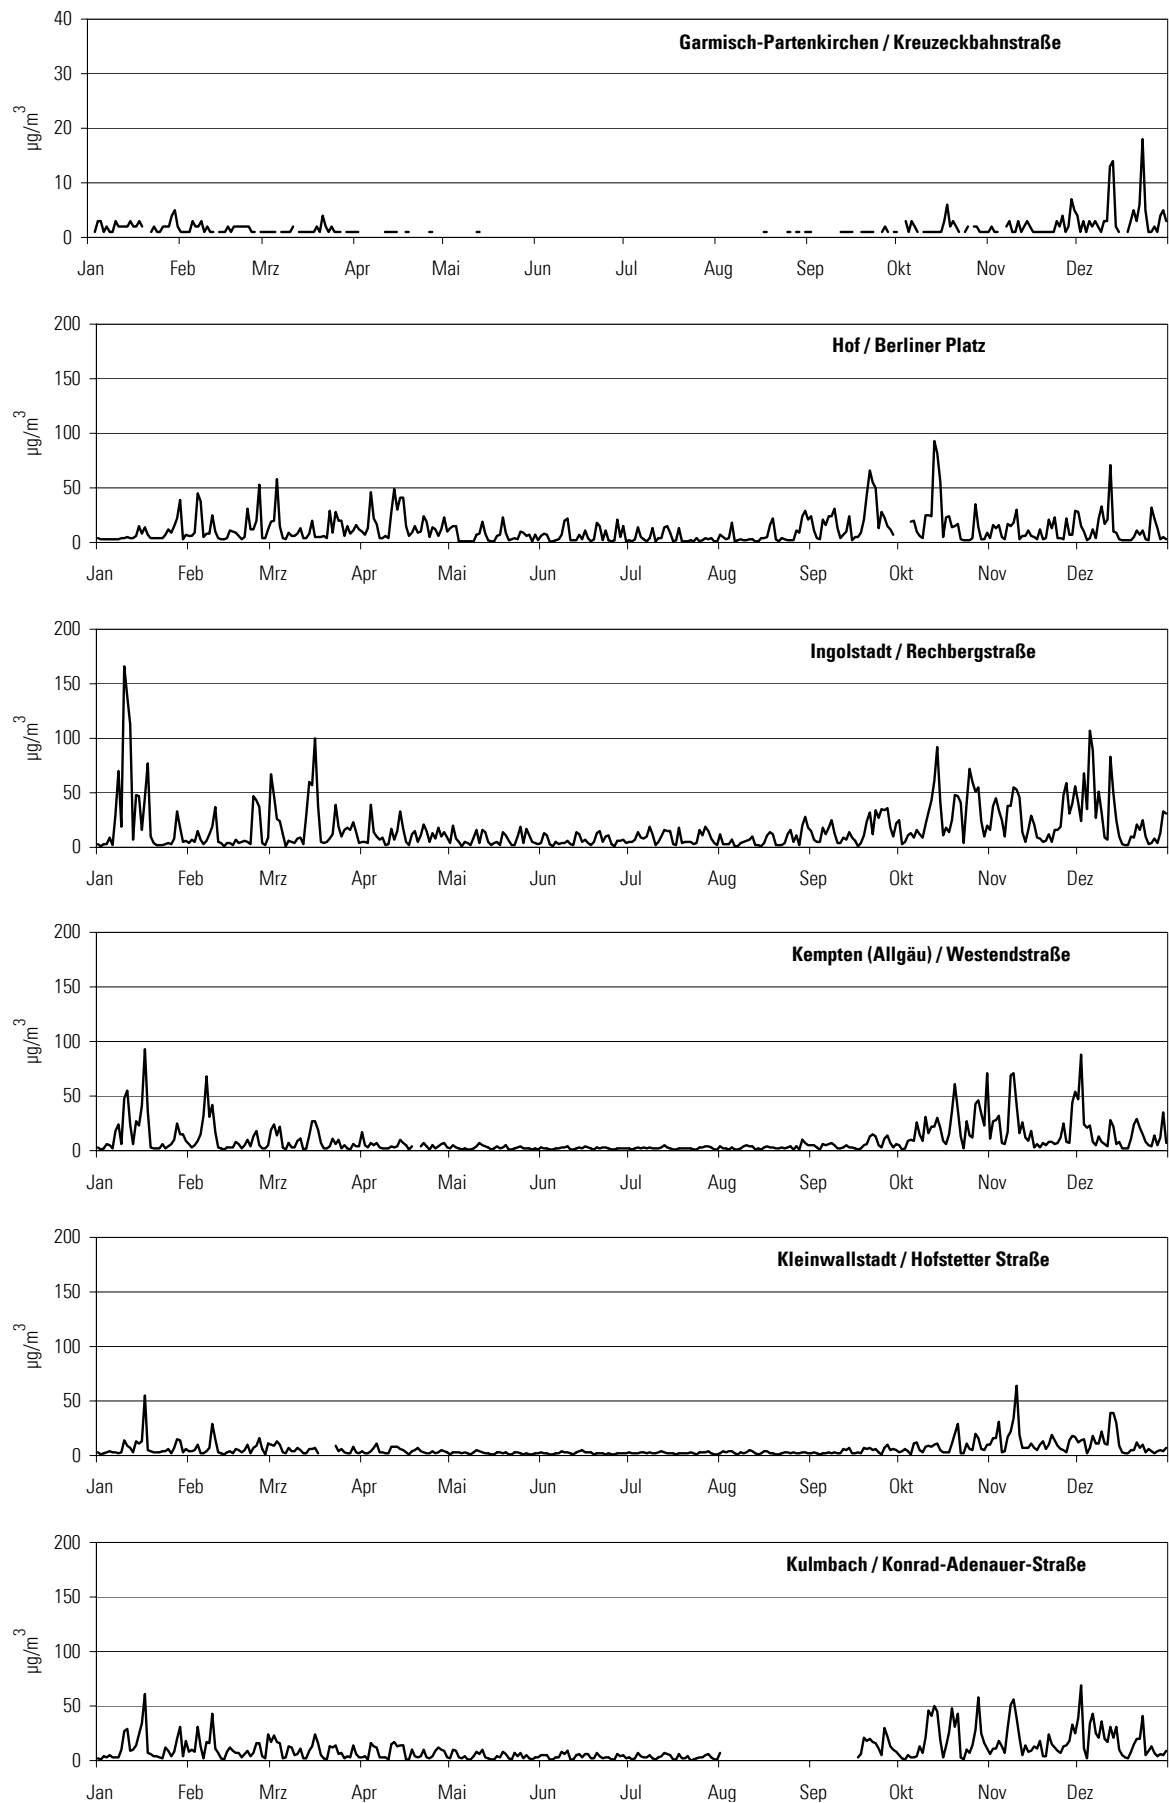 Garmisch-Partenkirchen / Kreuzeckbahnstraße
µg/m³
40
30
20
10
0
Jan Feb Mrz Apr Mai Jun Jul Aug Sep Okt Nov Dez
Hof / Berliner Platz
µg/m³
200
150
100
50
0
Jan Feb Mrz Apr Mai Jun Jul Aug Sep Okt Nov Dez
Ingolstadt / Rechbergstraße
µg/m³
200
150
100
50
0
Jan Feb Mrz Apr Mai Jun Jul Aug Sep Okt Nov Dez
Kempten (Allgäu) / Westendstraße
µg/m³
200
150
100
50
0
Jan Feb Mrz Apr Mai Jun Jul Aug Sep Okt Nov Dez
Kleinwallstadt / Hofstetter Straße
µg/m³
200
150
100
50
0
Jan Feb Mrz Apr Mai Jun Jul Aug Sep Okt Nov Dez
Kulmbach / Konrad-Adenauer-Straße
µg/m³
200
150
100
50
0
Jan Feb Mrz Apr Mai Jun Jul Aug Sep Okt Nov Dez